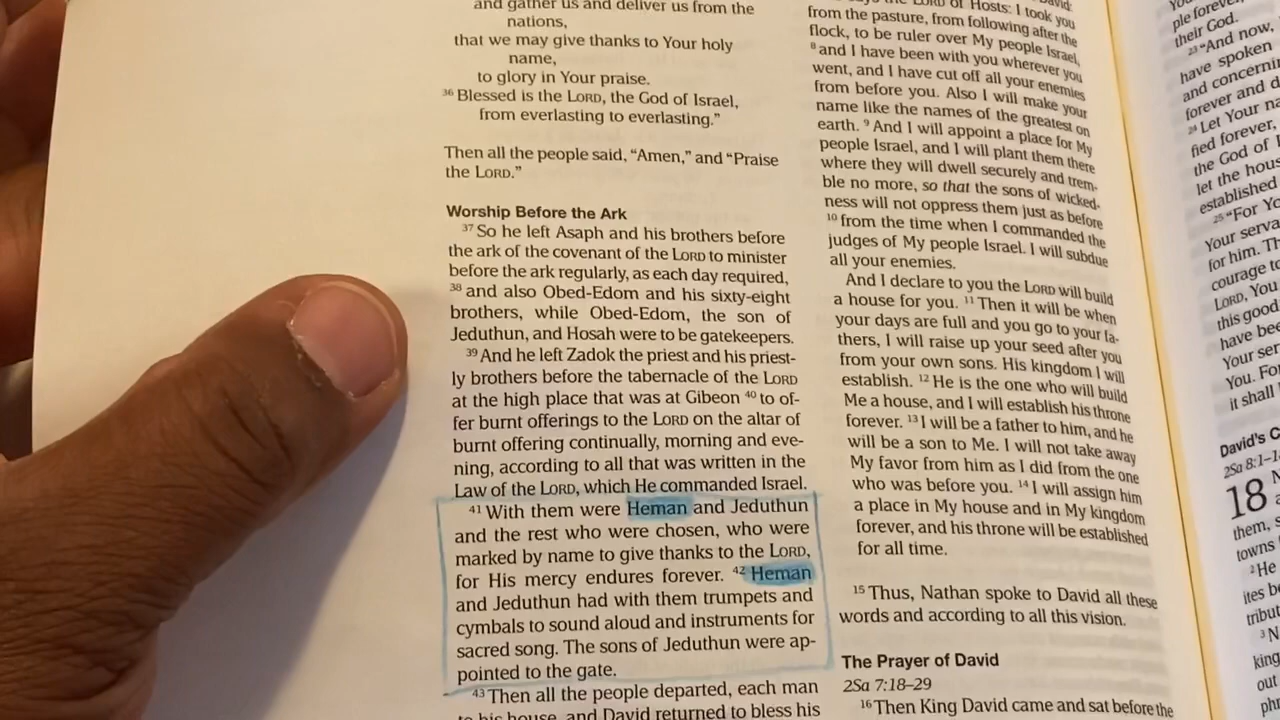 and gather us and deliver us from the
nations,
that we may give thanks to Your holy
name,
to glory in Your praise.
36 Blessed is the LORD, the God of Israel,
from everlasting to everlasting.”
Then all the people said, “Amen,” and “Praise
the LORD.”
Worship Before the Ark
37 So he left Asaph and his brothers before
the ark of the covenant of the LORD to minister
before the ark regularly, as each day required,
38 and also Obed-Edom and his sixty-eight
brothers, while Obed-Edom, the son of
Jeduthun, and Hosah were to be gatekeepers.
39 And he left Zadok the priest and his priest-
ly brothers before the tabernacle of the LORD
at the high place that was at Gibeon 40 to of-
fer burnt offerings to the LORD on the altar of
burnt offering continually, morning and eve-
ning, according to all that was written in the
Law of the LORD, which He commanded Israel.
41 With them were Heman and Jeduthun
and the rest who were chosen, who were
marked by name to give thanks to the LORD,
for His mercy endures forever. 42 Heman
and Jeduthun had with them trumpets and
cymbals to sound aloud and instruments for
sacred song. The sons of Jeduthun were ap-
pointed to the gate.
43 Then all the people departed, each man
to his house, and David returned to bless his
LORD of Hosts: I took you
from the pasture, from following after the
flock, to be ruler over My people Israel,
8 and I have been with you wherever you
went, and I have cut off all your enemies
from before you. Also I will make your
name like the names of the greatest on
earth. 9 And I will appoint a place for My
people Israel, and I will plant them there
where they will dwell securely and trem-
ble no more, so that the sons of wicked-
ness will not oppress them just as before
10 from the time when I commanded the
judges of My people Israel. I will subdue
all your enemies.
And I declare to you the LORD will build
a house for you. 11 Then it will be when
your days are full and you go to your fa-
thers, I will raise up your seed after you
from your own sons. His kingdom I will
establish. 12 He is the one who will build
Me a house, and I will establish his throne
forever. 13 I will be a father to him, and he
will be a son to Me. I will not take away
My favor from him as I did from the one
who was before you. 14 I will assign him
a place in My house and in My kingdom
forever, and his throne will be established
for all time.
15 Thus, Nathan spoke to David all these
words and according to all this vision.
The Prayer of David
2Sa 7:18–29
16 Then King David came and sat before the
ple forever,
their God.
23 “And now,
have spoken
and concerni
forever and d
24 Let Your na
fied forever,
the God of I
let the hous
established
25 “For Yo
Your serva
for him. Th
courage to
LORD, You
this good
have bee
Your ser
You. Fo
it shall
David's C
2Sa 8:1–1
18
them, s
towns
2 He
ites b
tribu
3
king
out
ph